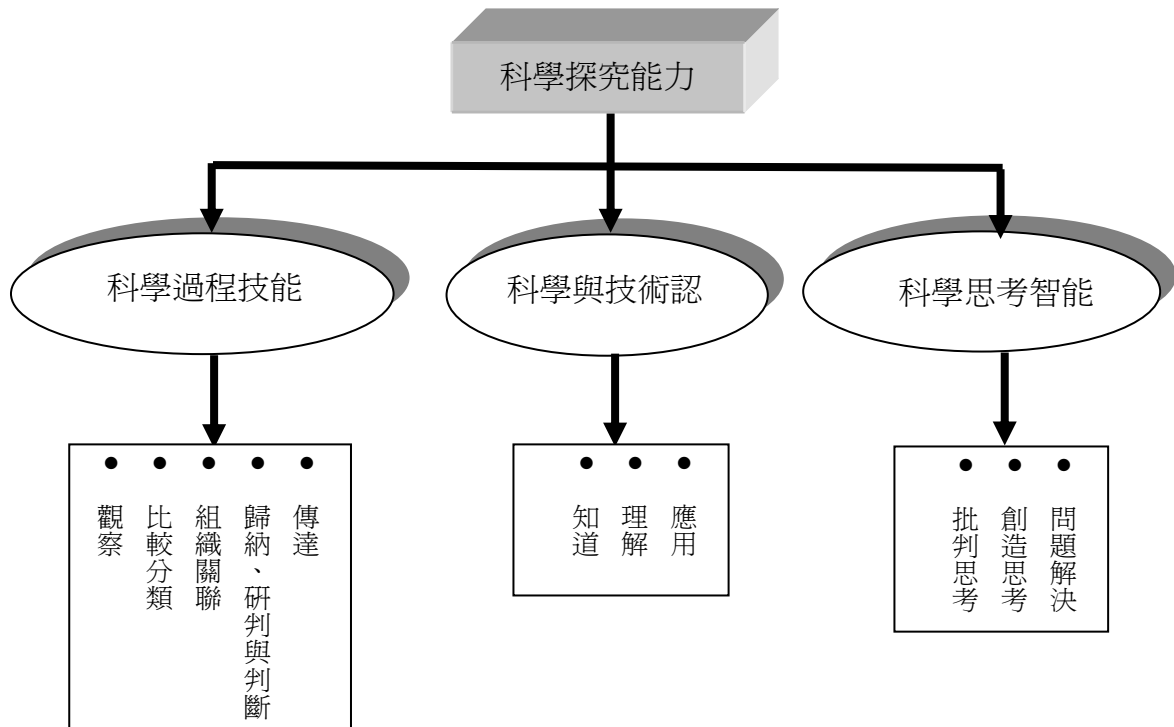 科學探究能力
科學過程技能
科學與技術認
科學思考智能
● 觀察
● 比較分類
● 組織關聯
● 歸納、研判與判斷
● 傳達
● 知道
● 理解
● 應用
● 批判思考
● 創造思考
● 問題解決